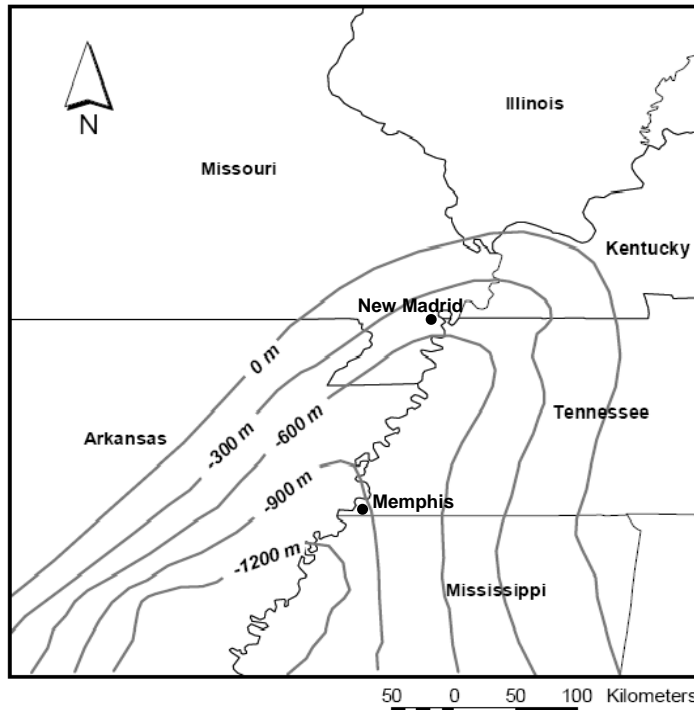 Illinois
N
Missouri
Kentucky
New Madrid
0 m
-300 m
-600 m
Tennessee
Arkansas
-900 m
Memphis
-1200 m
Mississippi
50 0 50 100 Kilometers